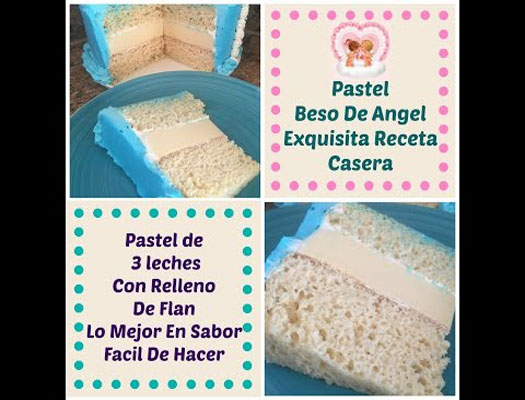 Pastel
Beso De Angel
Exquisita Receta
Casera
Pastel de
3 leches
Con Relleno
De Flan
Lo Mejor En Sabor
Facil De Hacer